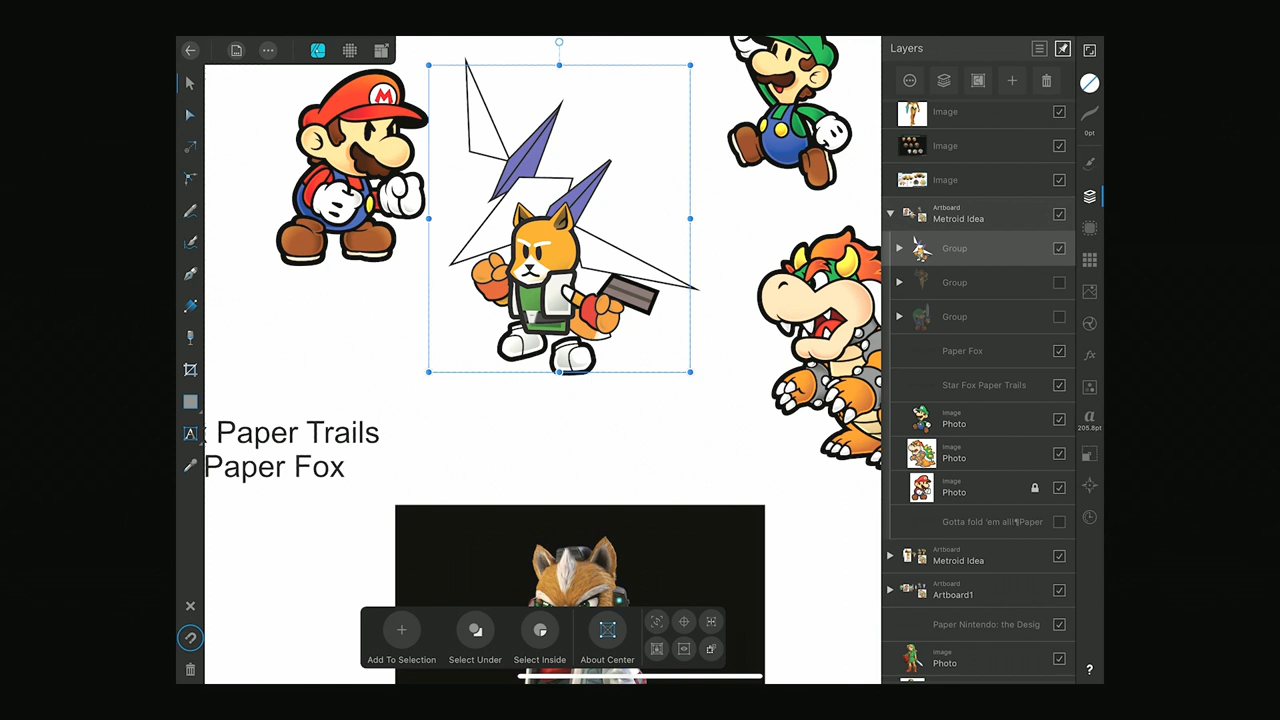 Layers
0pt
Image
Image
Image
Artboard
Metroid Idea
Group
Group
Group
Paper Fox
Star Fox Paper Trails
Image
Photo
Image
Photo
Image
Photo
Gotta fold 'em all!¶Paper
Artboard
Metroid Idea
Artboard
Artboard1
Paper Nintendo: the Desig
Image
Photo
a
205.8pt
fx
?
M
x Paper Trails
Paper Fox
A
Add To Selection
Select Under
Select Inside
About Center